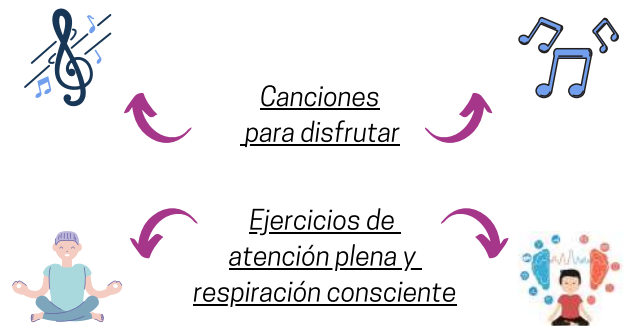 Canciones
para disfrutar
Ejercicios de
atención plena y
respiración consciente